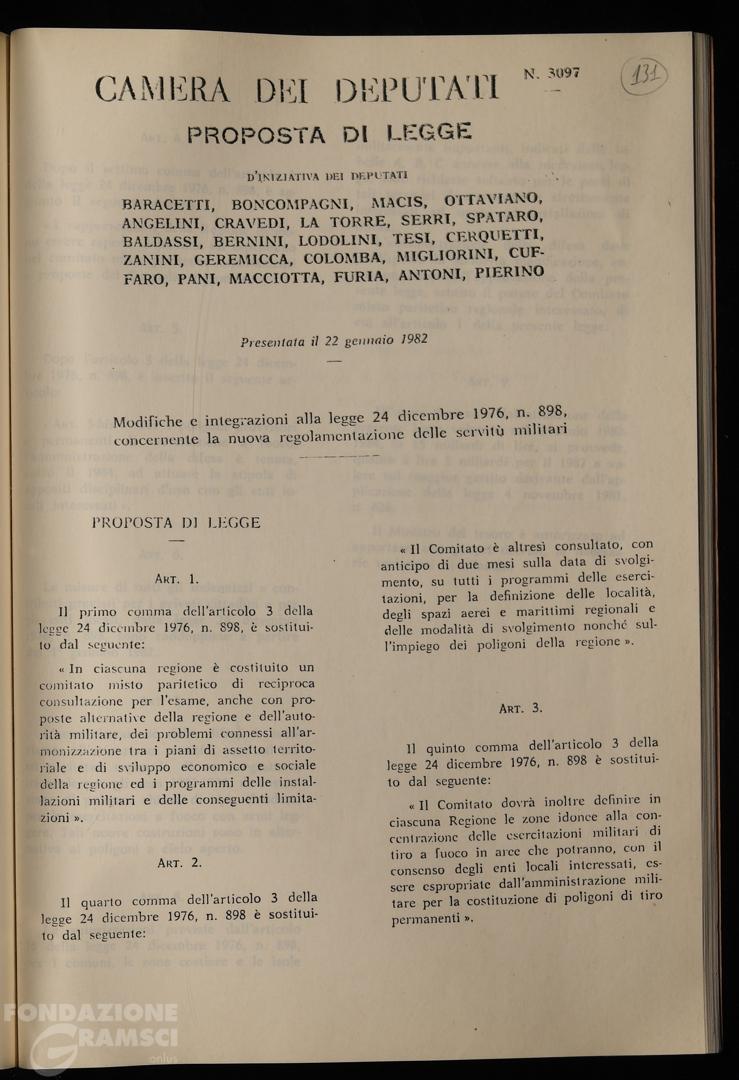 CAMERA DEI DEPUTATI N. 3097
131
PROPOSTA DI LEGGE
D'INIZIATIVA DEI DEPUTATI
BARACETTI, BONCOMPAGNI, MACIS, OTTAVIANO,
ANGELINI, CRAVEDI, LA TORRE, SERRI, SPATARO,
BALDASSI, BERNINI, LODOLINI, TESI, CERQUETTI,
ZANINI, GEREMICCA, COLOMBA, MIGLIORINI, CUF-
FARO, PANI, MACCIOTTA, FURIA, ANTONI, PIERINO
Presentata il 22 gennaio 1982
Modifiche e integrazioni alla legge 24 dicembre 1976, n. 898,
concernente la nuova regolamentazione delle servitù militari
PROPOSTA DI LEGGE
ART. 1.
Il primo comma dell'articolo 3 della
legge 24 dicembre 1976, n. 898, è sostitui-
to dal seguente:
« In ciascuna regione è costituito un
comitato misto paritetico di reciproca
consultazione per l'esame, anche con pro-
poste alternative della regione e dell'auto-
rità militare, dei problemi connessi all'ar-
monizzazione tra i piani di assetto territo-
riale e di sviluppo economico e sociale
della regione ed i programmi delle instal-
lazioni militari e delle conseguenti limita-
zioni ».
ART. 2.
Il quarto comma dell'articolo 3 della
legge 24 dicembre 1976, n. 898 è sostitui-
to dal seguente:
« Il Comitato è altresì consultato, con
anticipo di due mesi sulla data di svolgi-
mento, su tutti i programmi delle eserci-
tazioni, per la definizione delle località,
degli spazi aerei e marittimi regionali e
delle modalità di svolgimento nonché sul-
l'impiego dei poligoni della regione ».
ART. 3.
Il quinto comma dell'articolo 3 della
legge 24 dicembre 1976, n. 898 è sostitui-
to dal seguente:
« Il Comitato dovrà inoltre definire in
ciascuna Regione le zone idonee alla con-
centrazione delle esercitazioni militari di
tiro a fuoco in aree che potranno, con il
consenso degli enti locali interessati, es-
sere espropriate dall'amministrazione mili-
tare per la costituzione di poligoni di tiro
permanenti ».
FONDAZIONE
GRAMSCI
onlus